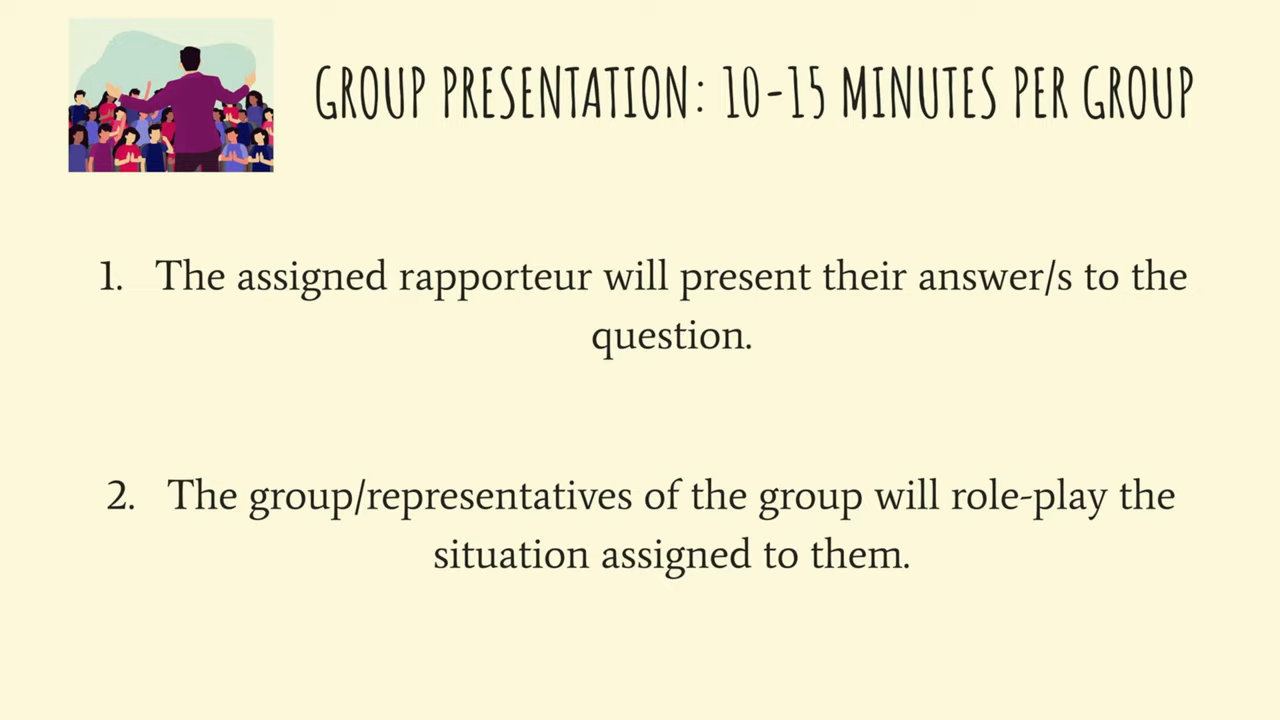 GROUP PRESENTATION: 10-15 MINUTES PER GROUP
1. The assigned rapporteur will present their answer/s to the
question.
2. The group/representatives of the group will role-play the
situation assigned to them.